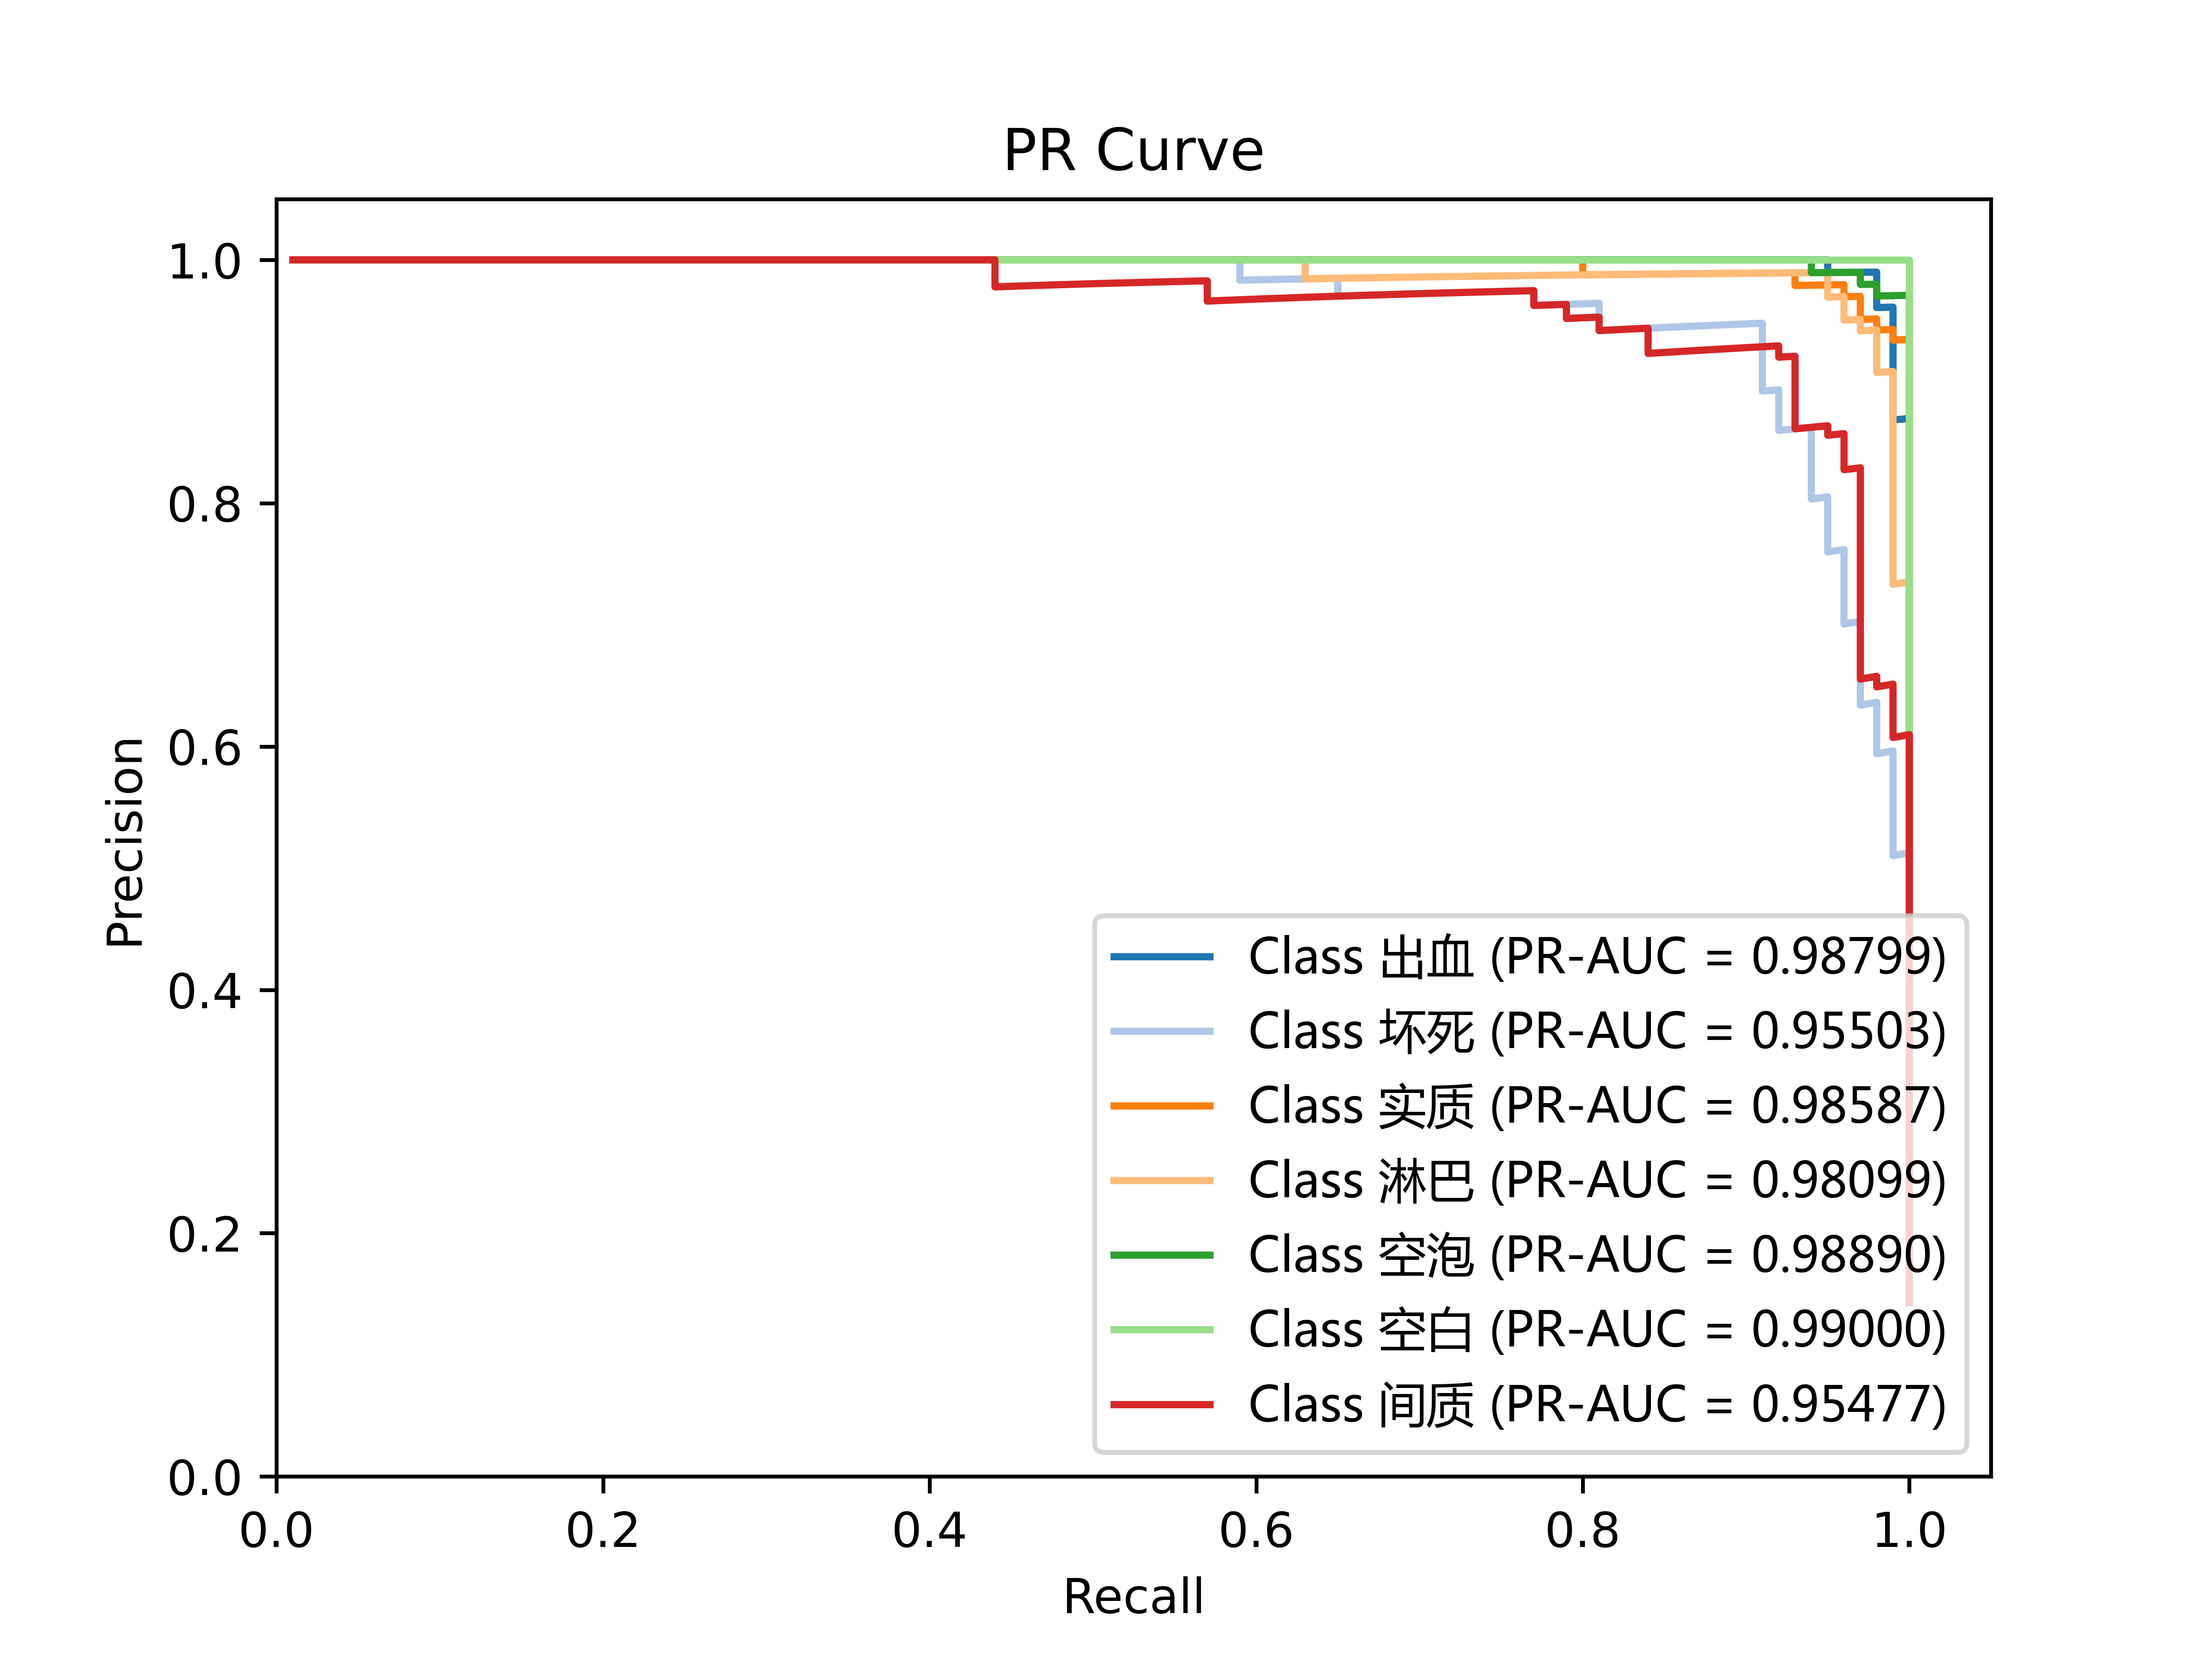 PR Curve
1.0
0.8
0.6
0.4
0.2
0.0
Precision
0.0 0.2 0.4 0.6 0.8 1.0
Recall
Class 出血 (PR-AUC = 0.98799)
Class 坏死 (PR-AUC = 0.95503)
Class 实质 (PR-AUC = 0.98587)
Class 淋巴 (PR-AUC = 0.98099)
Class 空泡 (PR-AUC = 0.98890)
Class 空白 (PR-AUC = 0.99000)
Class 间质 (PR-AUC = 0.95477)